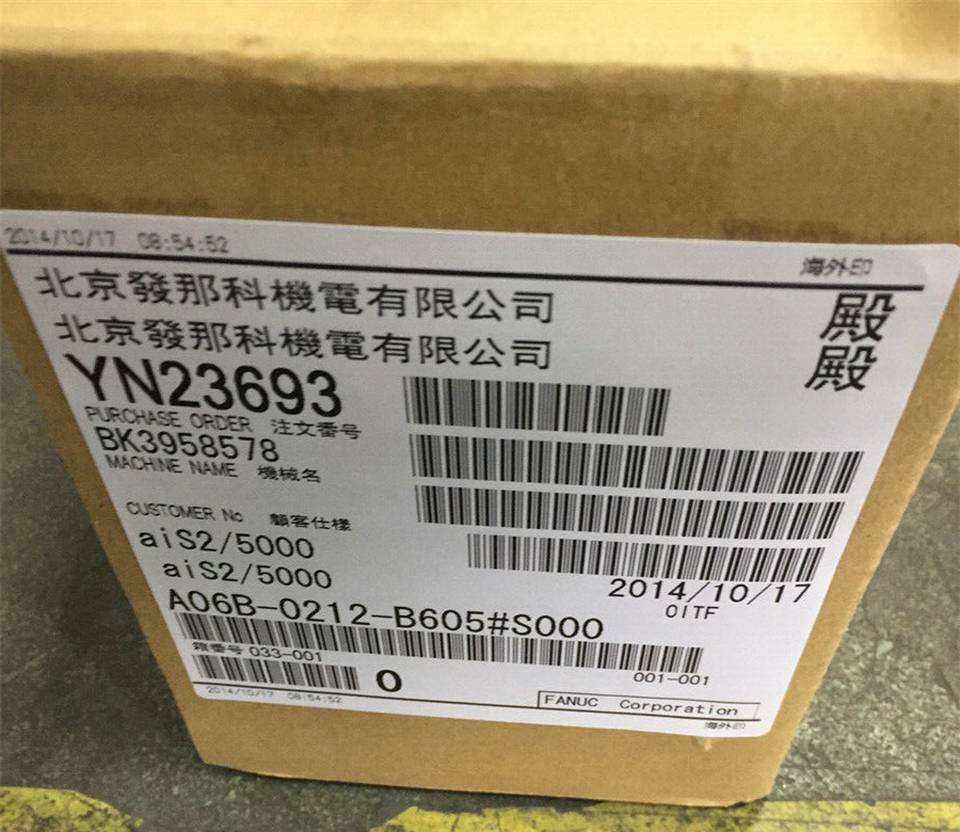 2014/10/17 08:54:52 海外印
北京發那科機電有限公司 殿
北京發那科機電有限公司 殿
YN23693
PURCHASE ORDER 注文番号
BK3958578
MACHINE NAME 機械名
CUSTOMER No 顧客仕様
aiS2/5000
aiS2/5000
2014/10/17
OITF
A06B-0212-B605#S000
箱番号 033-001
001-001
0
2014/10/17 08:54:52
FANUC Corporation
海外印